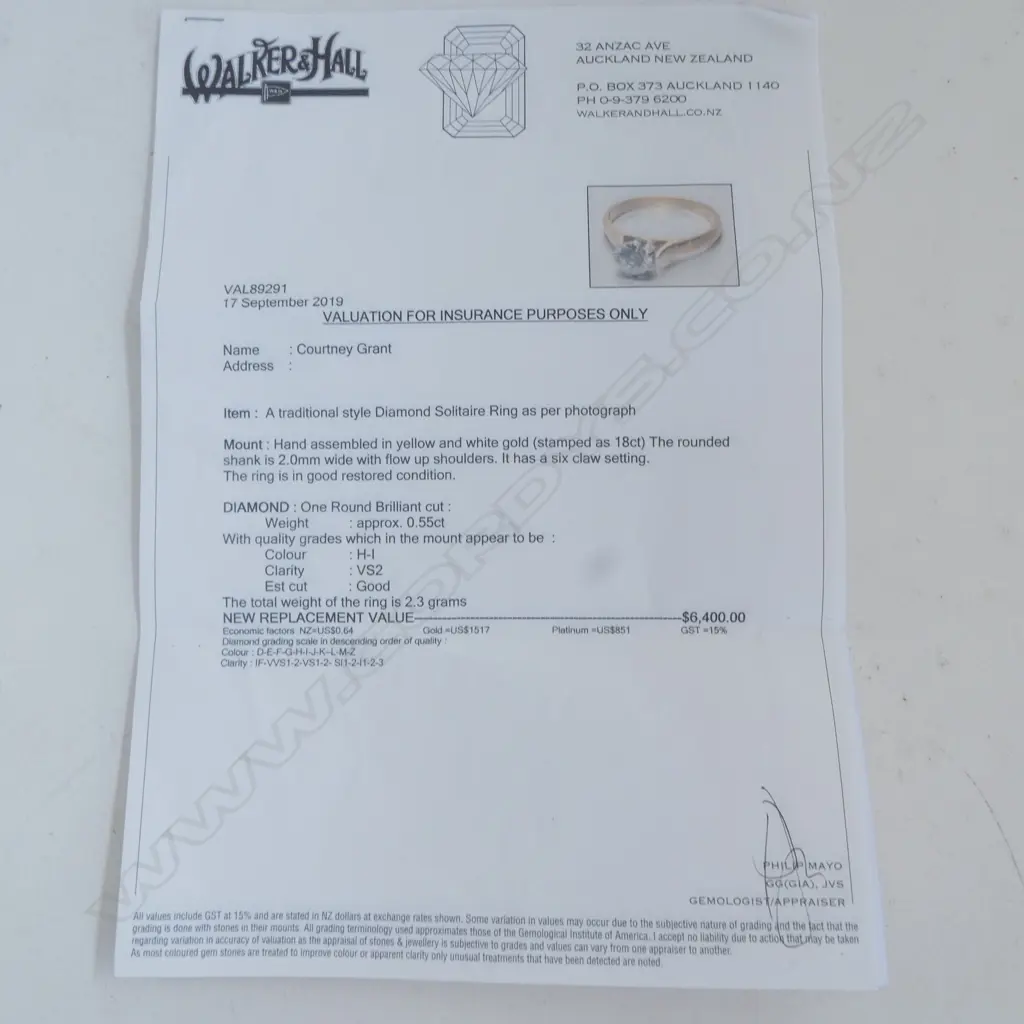 WALKER & HALL
32 ANZAC AVE
AUCKLAND NEW ZEALAND
P.O. BOX 373 AUCKLAND 1140
PH 0-9-379 6200
WALKERANDHALL.CO.NZ
VAL89291
17 September 2019
VALUATION FOR INSURANCE PURPOSES ONLY
Name : Courtney Grant
Address :
Item : A traditional style Diamond Solitaire Ring as per photograph
Mount : Hand assembled in yellow and white gold (stamped as 18ct) The rounded
shank is 2.0mm wide with flow up shoulders. It has a six claw setting.
The ring is in good restored condition.
DIAMOND : One Round Brilliant cut :
Weight : approx. 0.55ct
With quality grades which in the mount appear to be :
Colour : H-I
Clarity : VS2
Est cut : Good
The total weight of the ring is 2.3 grams
NEW REPLACEMENT VALUE--------$6,400.00
Economic factors NZ=US$0.64 Gold =US$1517 Platinum =US$851 GST =15%
Diamond grading scale in descending order of quality :
Colour : D-E-F-G-H-I-J-K-L-M-Z
Clarity : IF-VVS1-2-VS1-2- SI1-2-I1-2-3
PHILIP MAYO
GG(GIA), JVS
GEMOLOGIST/APPRAISER
All values include GST at 15% and are stated in NZ dollars at exchange rates shown. Some variation in values may occur due to the subjective nature of grading and the fact that the
grading is done with stones in their mounts. All grading terminology used approximates those of the Gemological Institute of America. I accept no liability due to action that may be taken
regarding variation in accuracy of valuation as the appraisal of stones & jewellery is subjective to grades and values can vary from one appraiser to another.
As most coloured gem stones are treated to improve colour or apparent clarity only unusual treatments that have been detected are noted.
WWW.CORDYS.CO.NZ